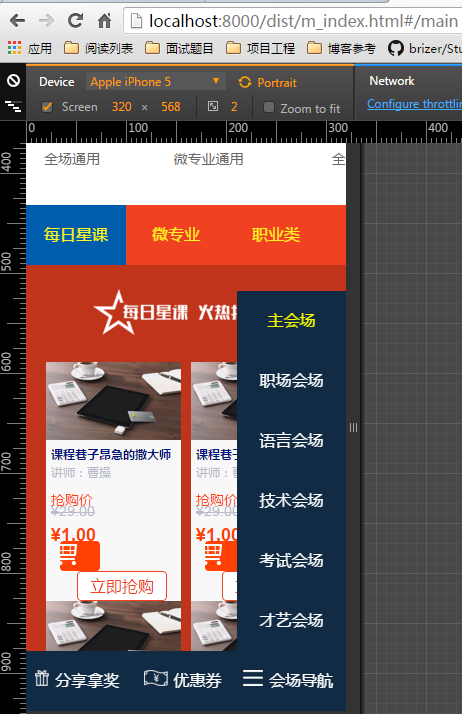 localhost:8000/dist/m_index.html#/main
应用 阅读列表 面试题目 项目工程 博客参考 brizer/Stu
Device Apple iPhone 5 Portrait Network
Screen 320 × 568 2 Zoom to fit Configure throttlin
0 100 200 300 400
400
500
600
700
800
900
全场通用 微专业通用 全
每日星课 微专业 职业类
每日星课 火热
主会场
职场会场
语言会场
技术会场
考试会场
才艺会场
课程巷子昂急的撒大师 课程巷子
讲师：曹操 讲师：曹
抢购价 抢购价
¥29.00 ¥29.00
¥1.00 ¥1.00
立即抢购
分享拿奖 优惠券 会场导航